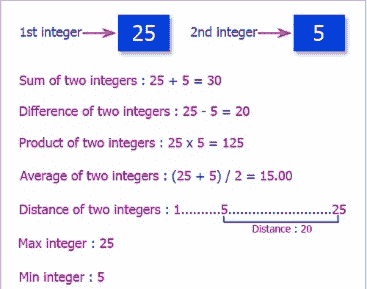 1st integer 25 2nd integer 5
Sum of two integers : 25 + 5 = 30
Difference of two integers : 25 - 5 = 20
Product of two integers : 25 x 5 = 125
Average of two integers : (25 + 5) / 2 = 15.00
Distance of two integers : 1..........5..............................25
Distance : 20
Max integer : 25
Min integer : 5